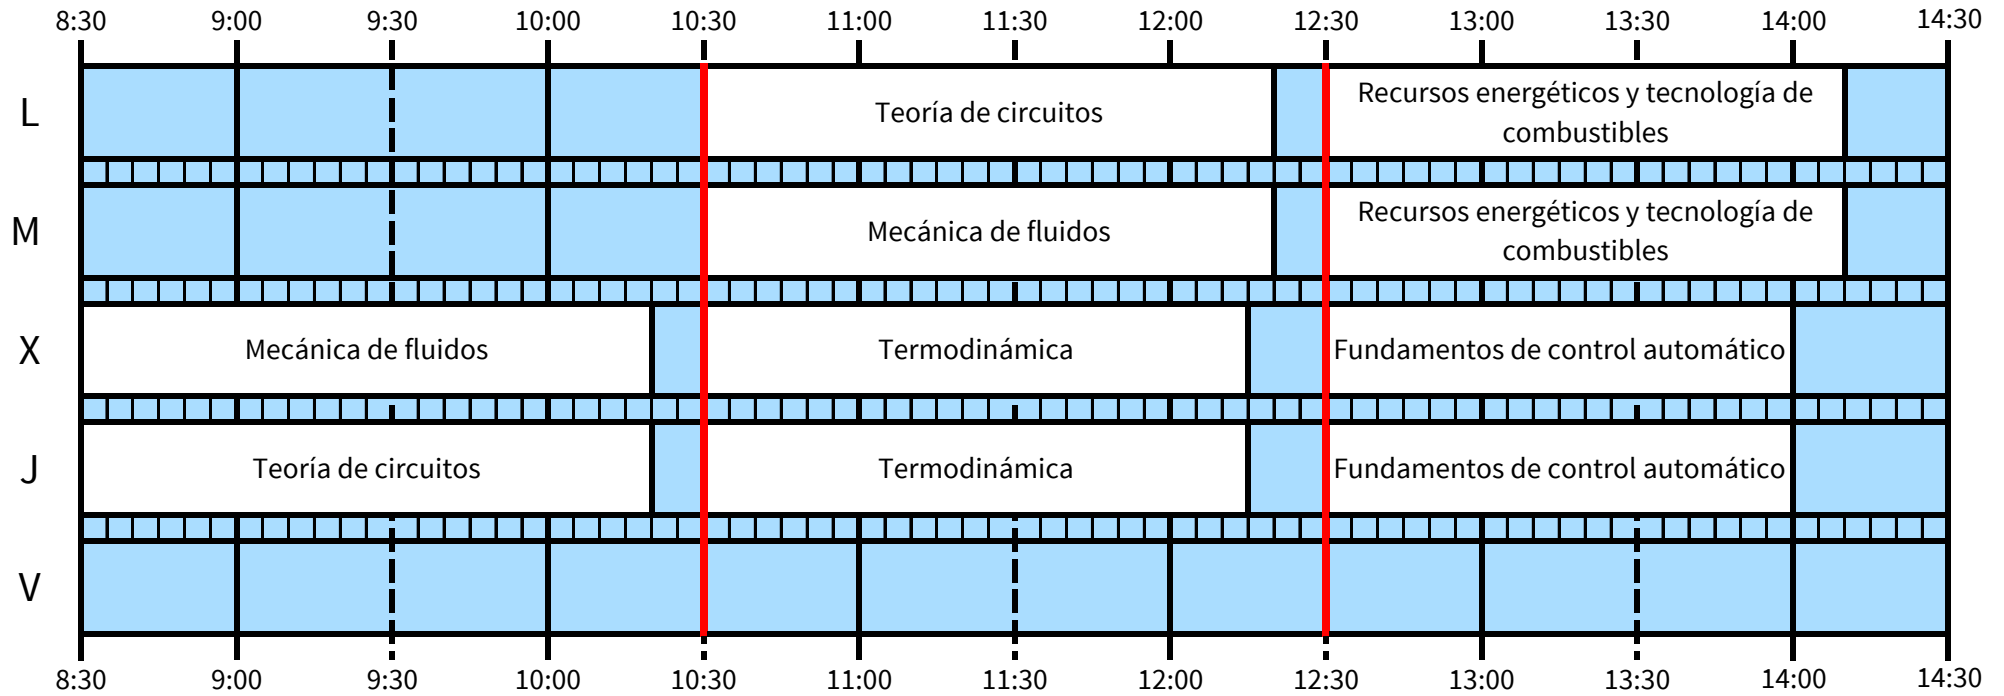 8:30 9:00 9:30 10:00 10:30 11:00 11:30 12:00 12:30 13:00 13:30 14:00 14:30
L
Teoría de circuitos
Recursos energéticos y tecnología de
combustibles
M
Mecánica de fluidos
Recursos energéticos y tecnología de
combustibles
X
Mecánica de fluidos
Termodinámica
Fundamentos de control automático
J
Teoría de circuitos
Termodinámica
Fundamentos de control automático
V
8:30 9:00 9:30 10:00 10:30 11:00 11:30 12:00 12:30 13:00 13:30 14:00 14:30